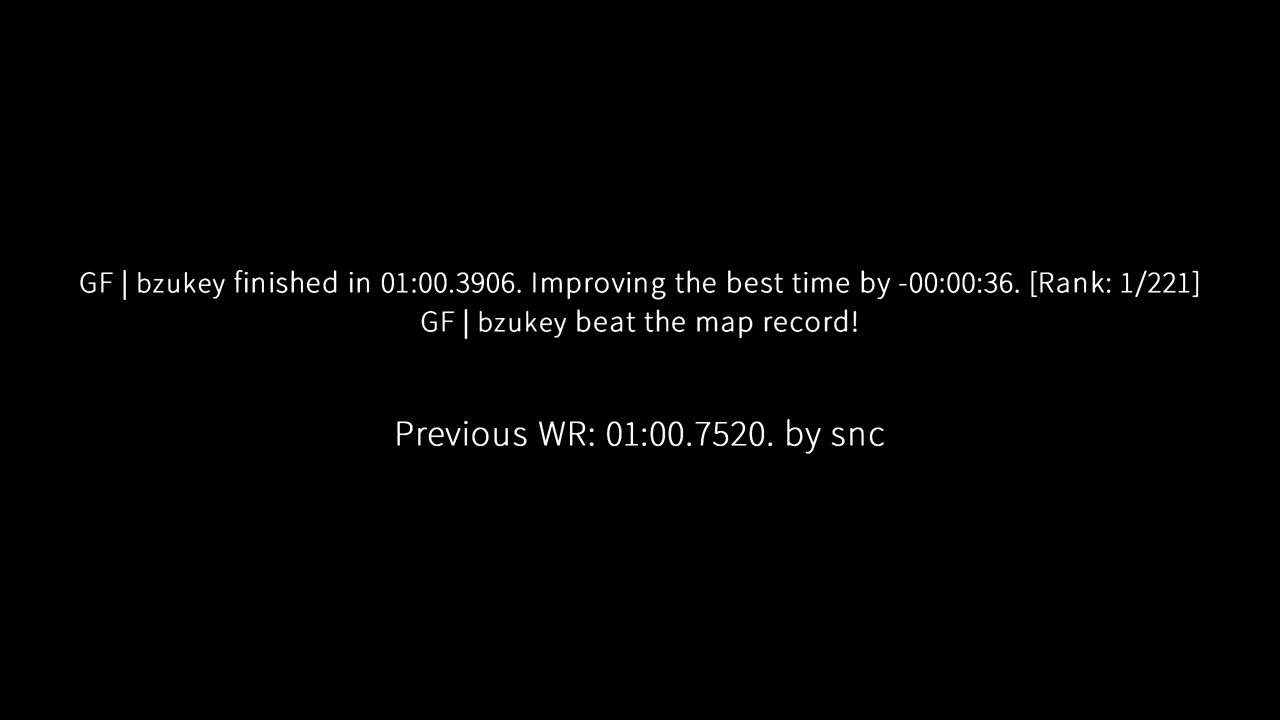 GF | bzukey finished in 01:00.3906. Improving the best time by -00:00:36. [Rank: 1/221]
GF | bzukey beat the map record!
Previous WR: 01:00.7520. by snc